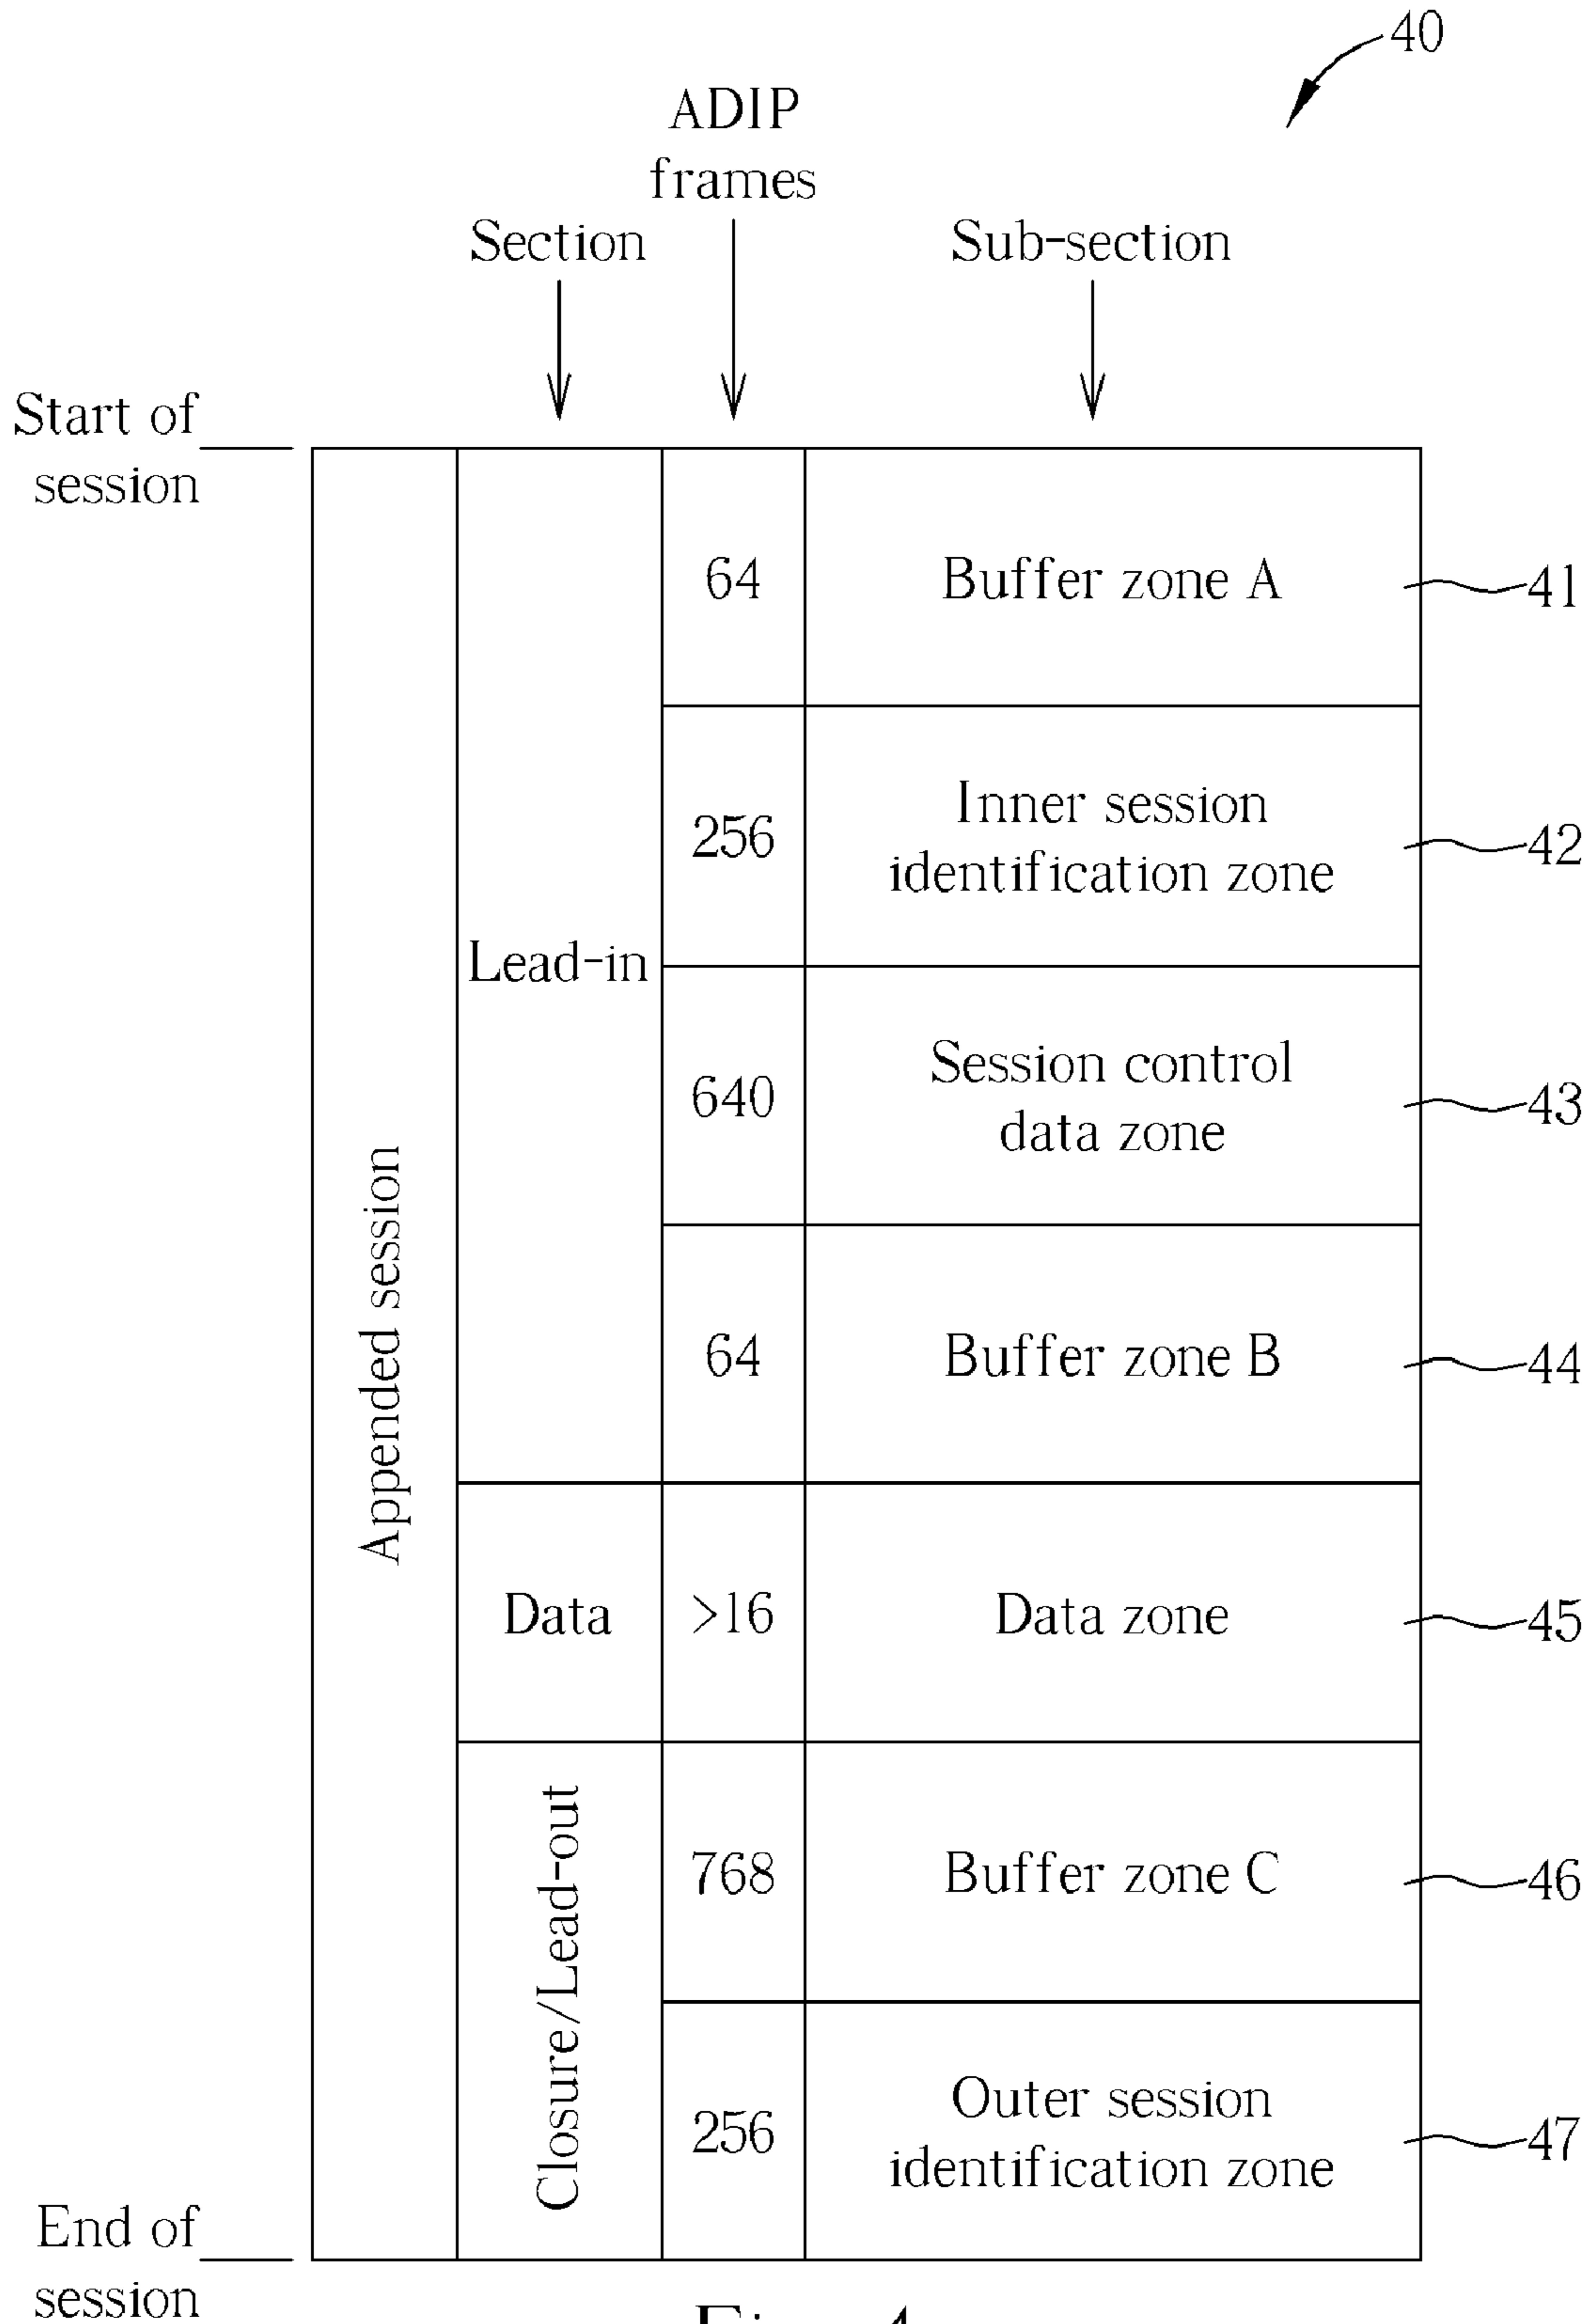 40
ADIP
frames
Section
Sub-section
Start of
session
Appended session
Lead-in
64
Buffer zone A
41
256
Inner session
identification zone
42
640
Session control
data zone
43
64
Buffer zone B
44
Data
>16
Data zone
45
Closure/Lead-out
768
Buffer zone C
46
256
Outer session
identification zone
47
End of
session